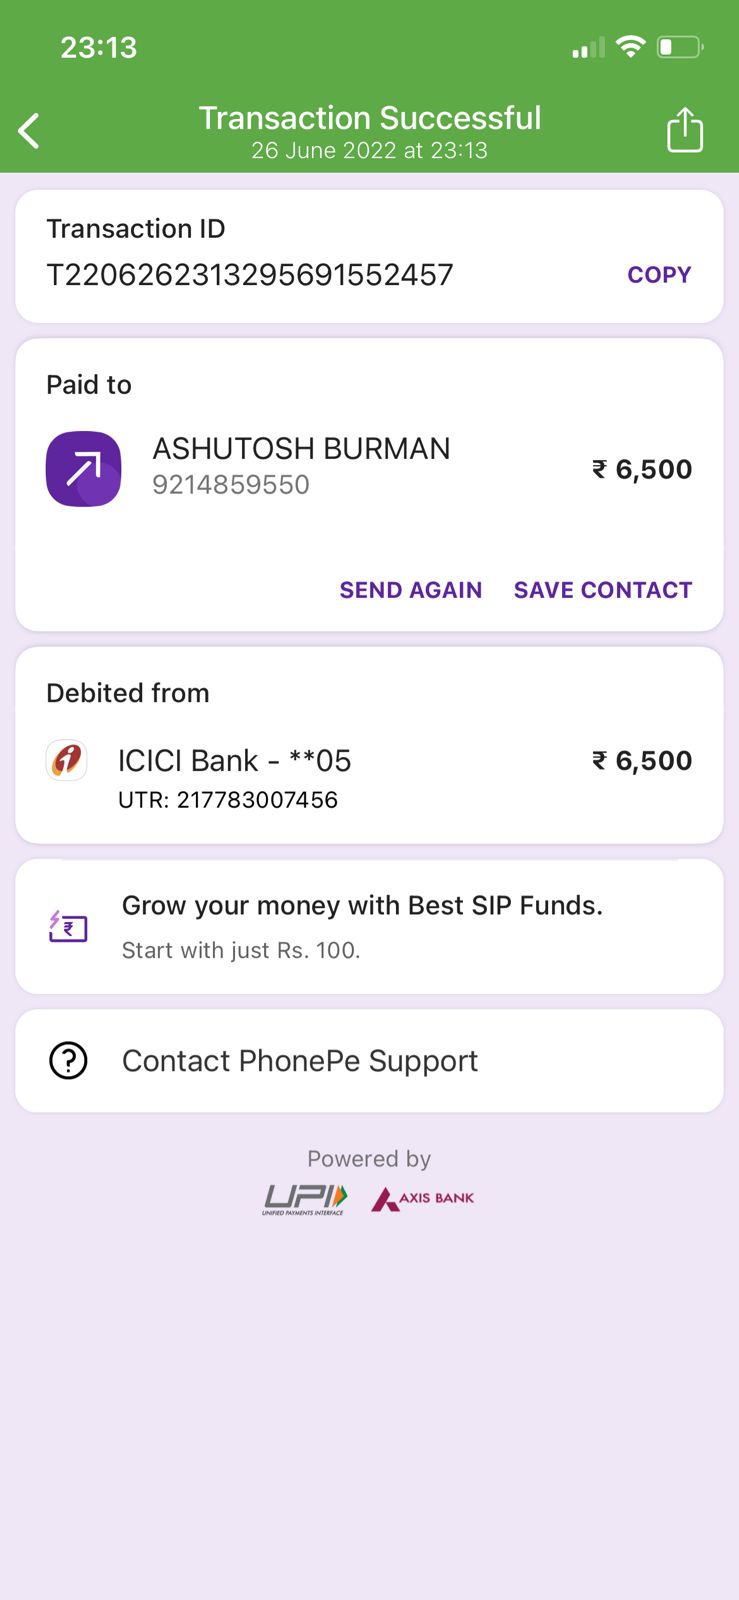 23:13
Transaction Successful
26 June 2022 at 23:13
Transaction ID
T2206262313295691552457
COPY
Paid to
ASHUTOSH BURMAN
9214859550
₹ 6,500
SEND AGAIN
SAVE CONTACT
Debited from
ICICI Bank - **05
₹ 6,500
UTR: 217783007456
Grow your money with Best SIP Funds.
Start with just Rs. 100.
Contact PhonePe Support
Powered by
UPI
UNIFIED PAYMENTS INTERFACE
AXIS BANK